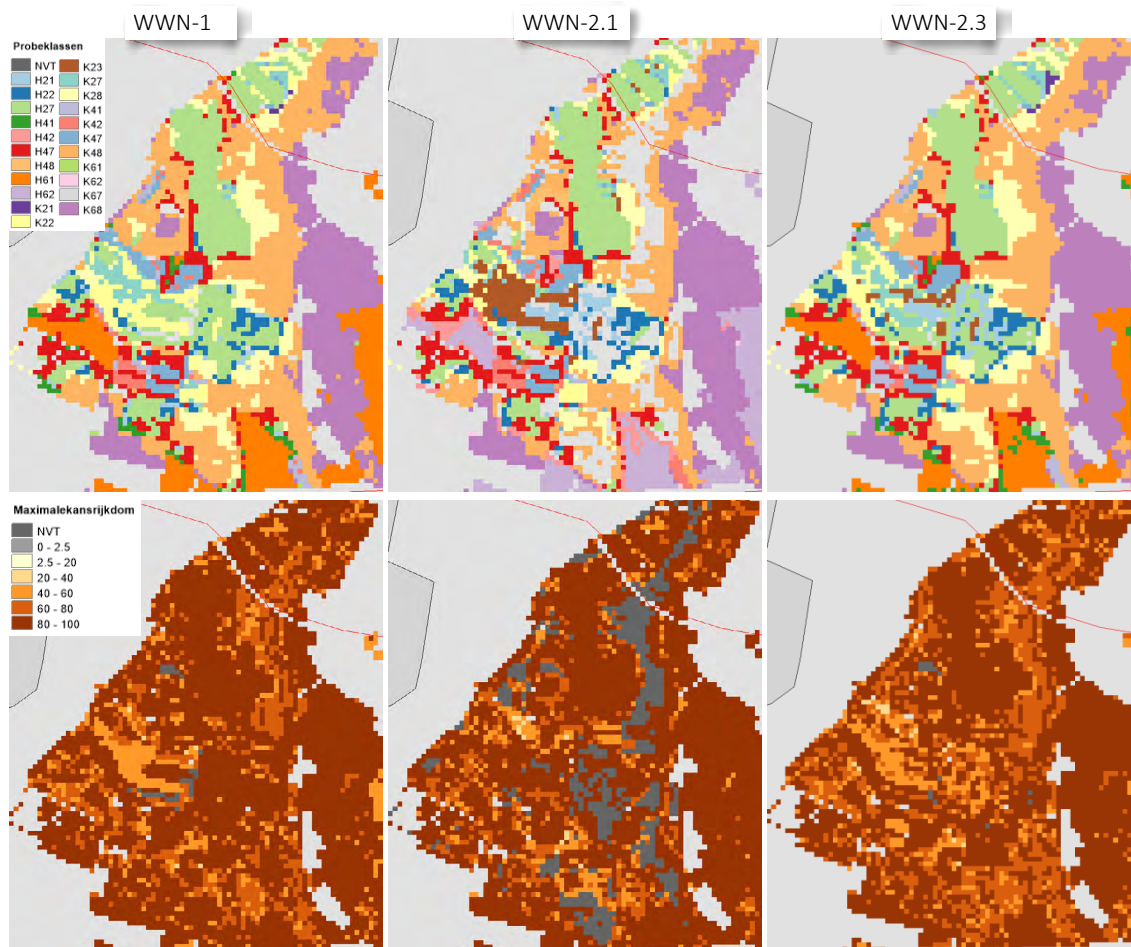 WWN-1
WWN-2.1
WWN-2.3
Probeklassen
NVT K23
H21 K27
H22 K28
H27 K41
H41 K42
H42 K47
H47 K48
H48 K61
H61 K62
H62 K67
K21 K68
K22
Maximalekansrijkdom
NVT
0 - 2.5
2.5 - 20
20 - 40
40 - 60
60 - 80
80 - 100